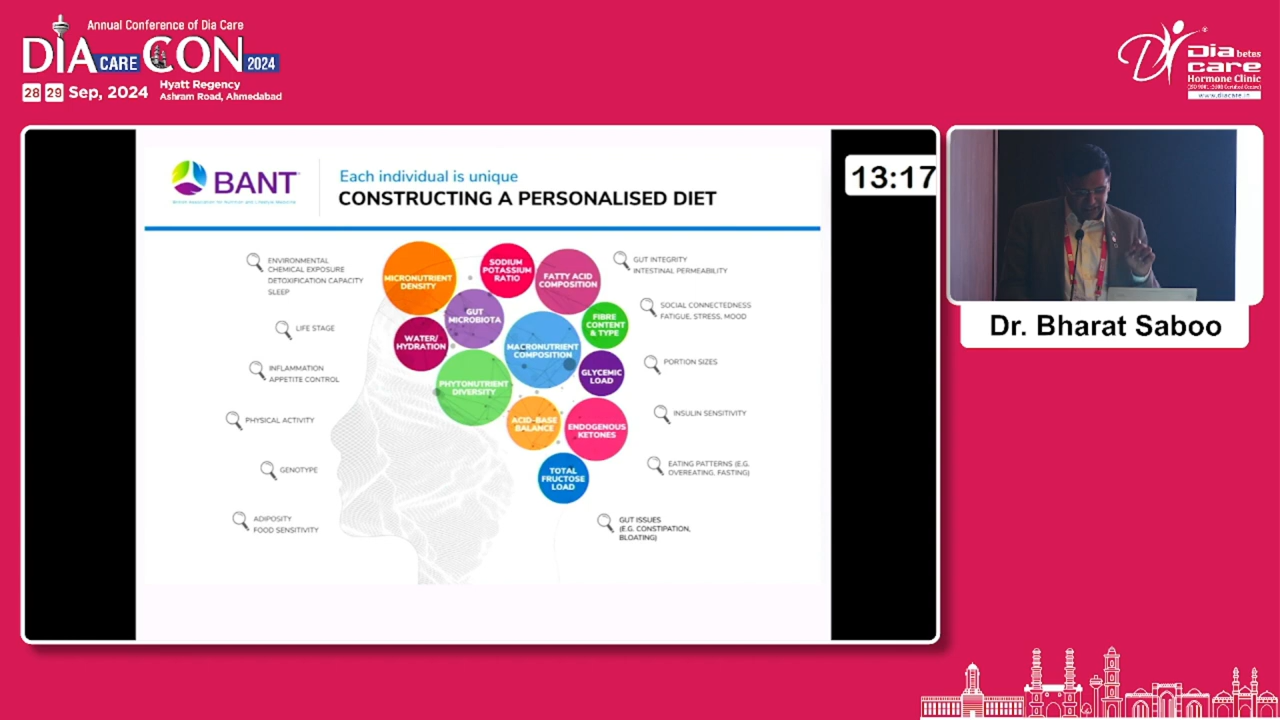 Annual Conference of Dia Care
DIA CARE CON 2024
28 29 Sep, 2024
Hyatt Regency
Ashram Road, Ahmedabad
Dia betes
care
Hormone Clinic
www.diacare.in
BANT
Each individual is unique
CONSTRUCTING A PERSONALISED DIET
13:17
ENVIRONMENTAL
CHEMICAL EXPOSURE
DETOXIFICATION CAPACITY
SLEEP
LIFE STAGE
INFLAMMATION
APPETITE CONTROL
PHYSICAL ACTIVITY
GENOTYPE
ADIPOSITY
FOOD SENSITIVITY
MICRONUTRIENT
DENSITY
SODIUM
POTASSIUM
RATIO
FATTY ACID
COMPOSITION
GUT
MICROBIOTA
FIBRE
CONTENT
& TYPE
WATER/
HYDRATION
MACRONUTRIENT
COMPOSITION
GLYCEMIC
LOAD
PHYTONUTRIENT
DIVERSITY
ACID-BASE
BALANCE
ENDOGENOUS
KETONES
TOTAL
FRUCTOSE
LOAD
GUT INTEGRITY
INTESTINAL PERMEABILITY
SOCIAL CONNECTEDNESS
FATIGUE, STRESS, MOOD
PORTION SIZES
INSULIN SENSITIVITY
EATING PATTERNS (E.G.
OVEREATING, FASTING)
GUT ISSUES
(E.G. CONSTIPATION,
BLOATING)
Dr. Bharat Saboo